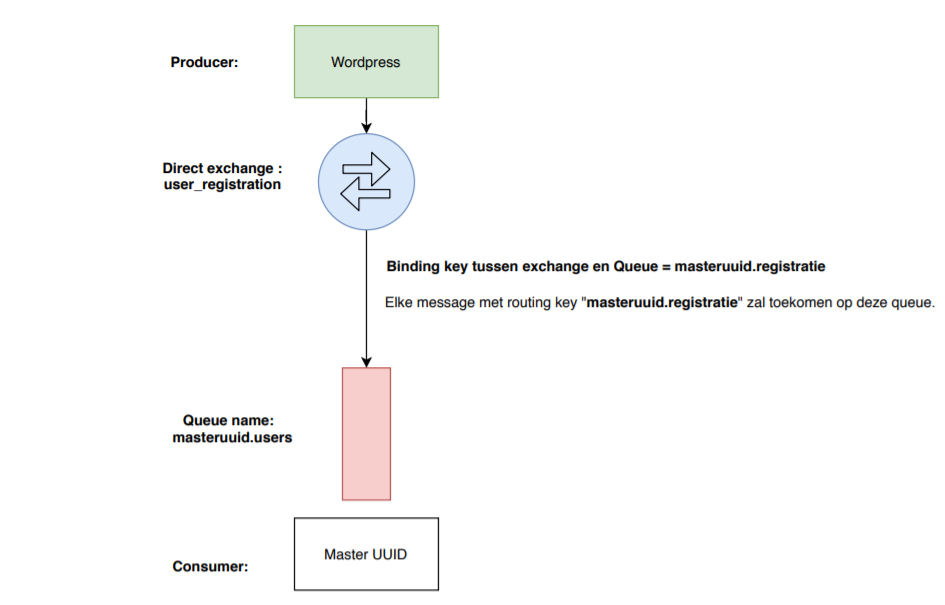 Producer:
Wordpress
Direct exchange :
user_registration
Binding key tussen exchange en Queue = masteruuid.registratie
Elke message met routing key "masteruuid.registratie" zal toekomen op deze queue.
Queue name:
masteruuid.users
Master UUID
Consumer: